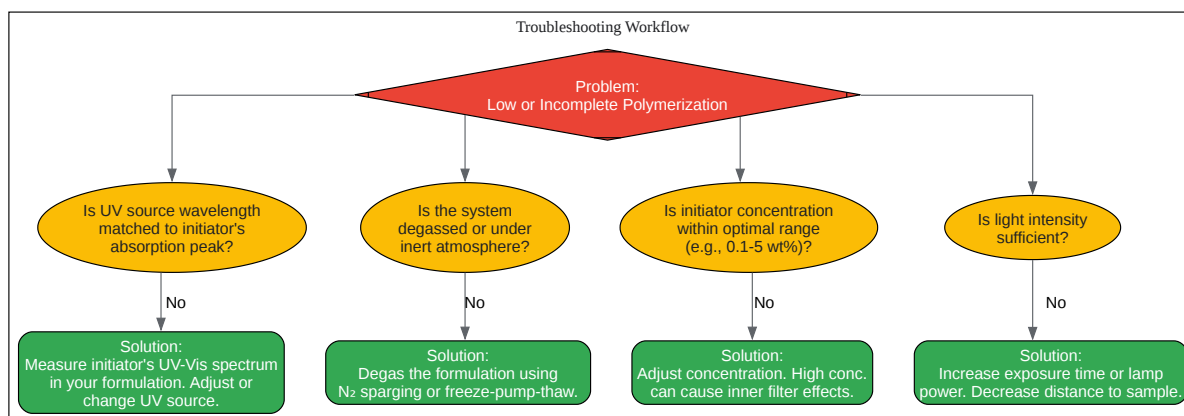 Troubleshooting Workflow
Problem:
Low or Incomplete Polymerization
Is UV source wavelength
matched to initiator's
absorption peak?
Is the system
degassed or under
inert atmosphere?
Is initiator concentration
within optimal range
(e.g., 0.1-5 wt%)?
Is light intensity
sufficient?
No
No
No
No
Solution:
Measure initiator's UV-Vis spectrum
in your formulation. Adjust or
change UV source.
Solution:
Degas the formulation using
N₂ sparging or freeze-pump-thaw.
Solution:
Adjust concentration. High conc.
can cause inner filter effects.
Solution:
Increase exposure time or lamp
power. Decrease distance to sample.